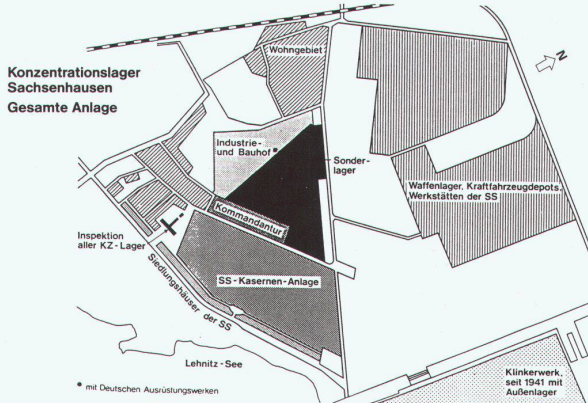 Konzentrationslager
Sachsenhausen
Gesamte Anlage
Wohngebiet
N
Industrie-
und Bauhof•
Sonder-
lager
Waffenlager, Kraftfahrzeugdepots,
Werkstätten der SS
Kommandantur
Inspektion
aller KZ-Lager
SS-Kasernen-Anlage
Siedlungshäuser der SS
Lehnitz-See
• mit Deutschen Ausrüstungswerken
Klinkerwerk,
seit 1941 mit
Außenlager